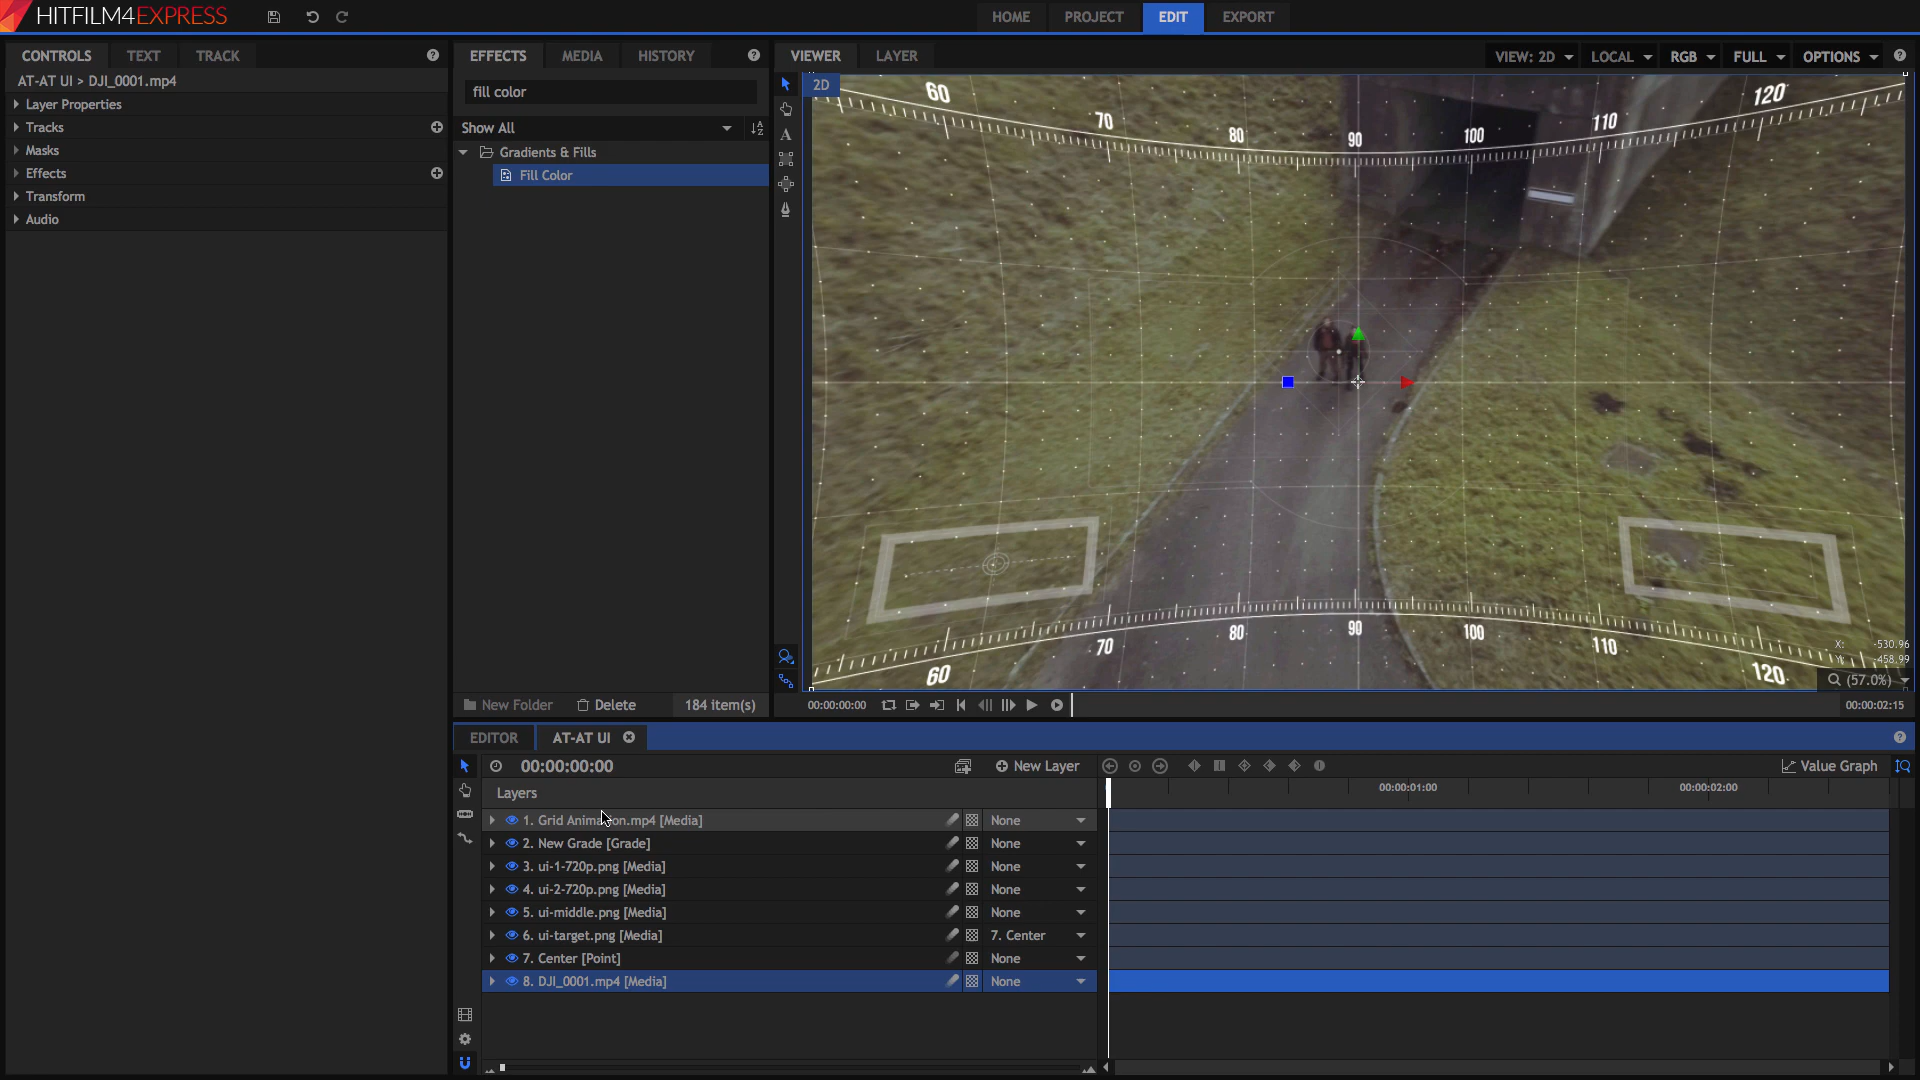 HITFILM4EXPRESS
HOME
PROJECT
EDIT
EXPORT
CONTROLS
TEXT
TRACK
EFFECTS
MEDIA
HISTORY
VIEWER
LAYER
VIEW: 2D
LOCAL
RGB
FULL
OPTIONS
AT-AT UI > DJI_0001.mp4
Layer Properties
Tracks
Masks
Effects
Transform
Audio
fill color
Show All
Gradients & Fills
Fill Color
New Folder
Delete
184 item(s)
2D
60
70
80
90
100
110
120
60
70
80
90
100
110
120
X: -530.96
Y: -458.99
(57.0%)
00:00:00:00
00:00:02:15
EDITOR
AT-AT UI
00:00:00:00
New Layer
Value Graph
Layers
00:00:01:00
00:00:02:00
1. Grid Animation.mp4 [Media] None
2. New Grade [Grade] None
3. ui-1-720p.png [Media] None
4. ui-2-720p.png [Media] None
5. ui-middle.png [Media] None
6. ui-target.png [Media] 7. Center
7. Center [Point] None
8. DJI_0001.mp4 [Media] None